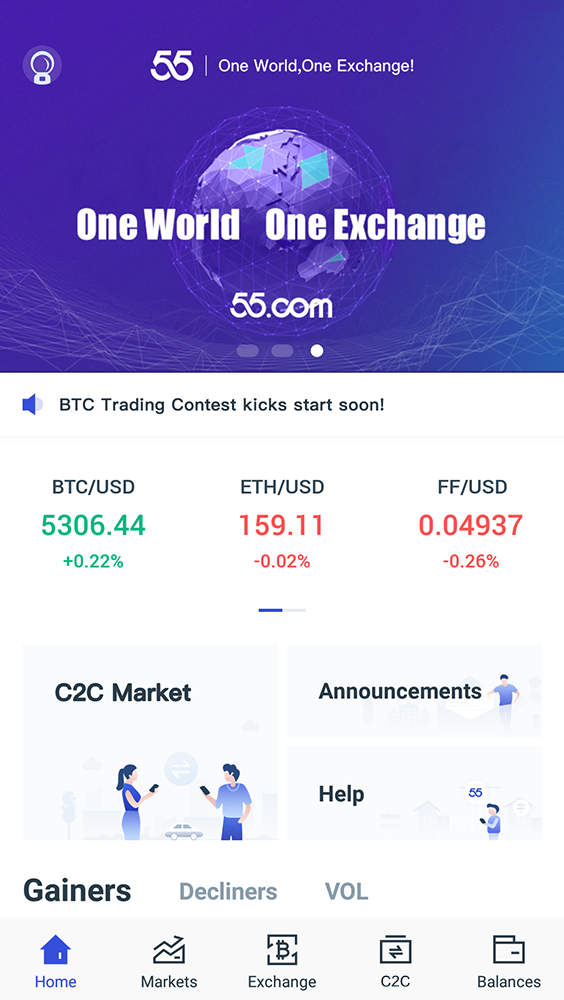 55 One World,One Exchange!
One World One Exchange
55.com
BTC Trading Contest kicks start soon!
BTC/USD ETH/USD FF/USD
5306.44 159.11 0.04937
+0.22% -0.02% -0.26%
C2C Market
Announcements
Help
55
Gainers Decliners VOL
Home Markets Exchange C2C Balances